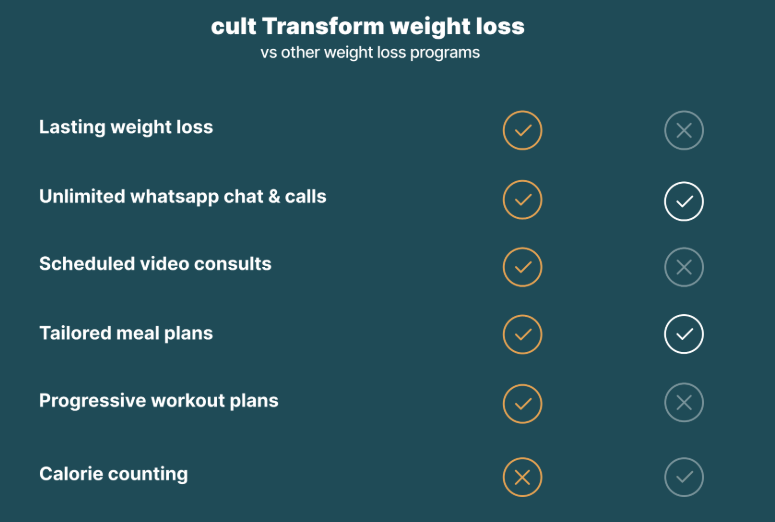 cult Transform weight loss
vs other weight loss programs
Lasting weight loss
Unlimited whatsapp chat & calls
Scheduled video consults
Tailored meal plans
Progressive workout plans
Calorie counting